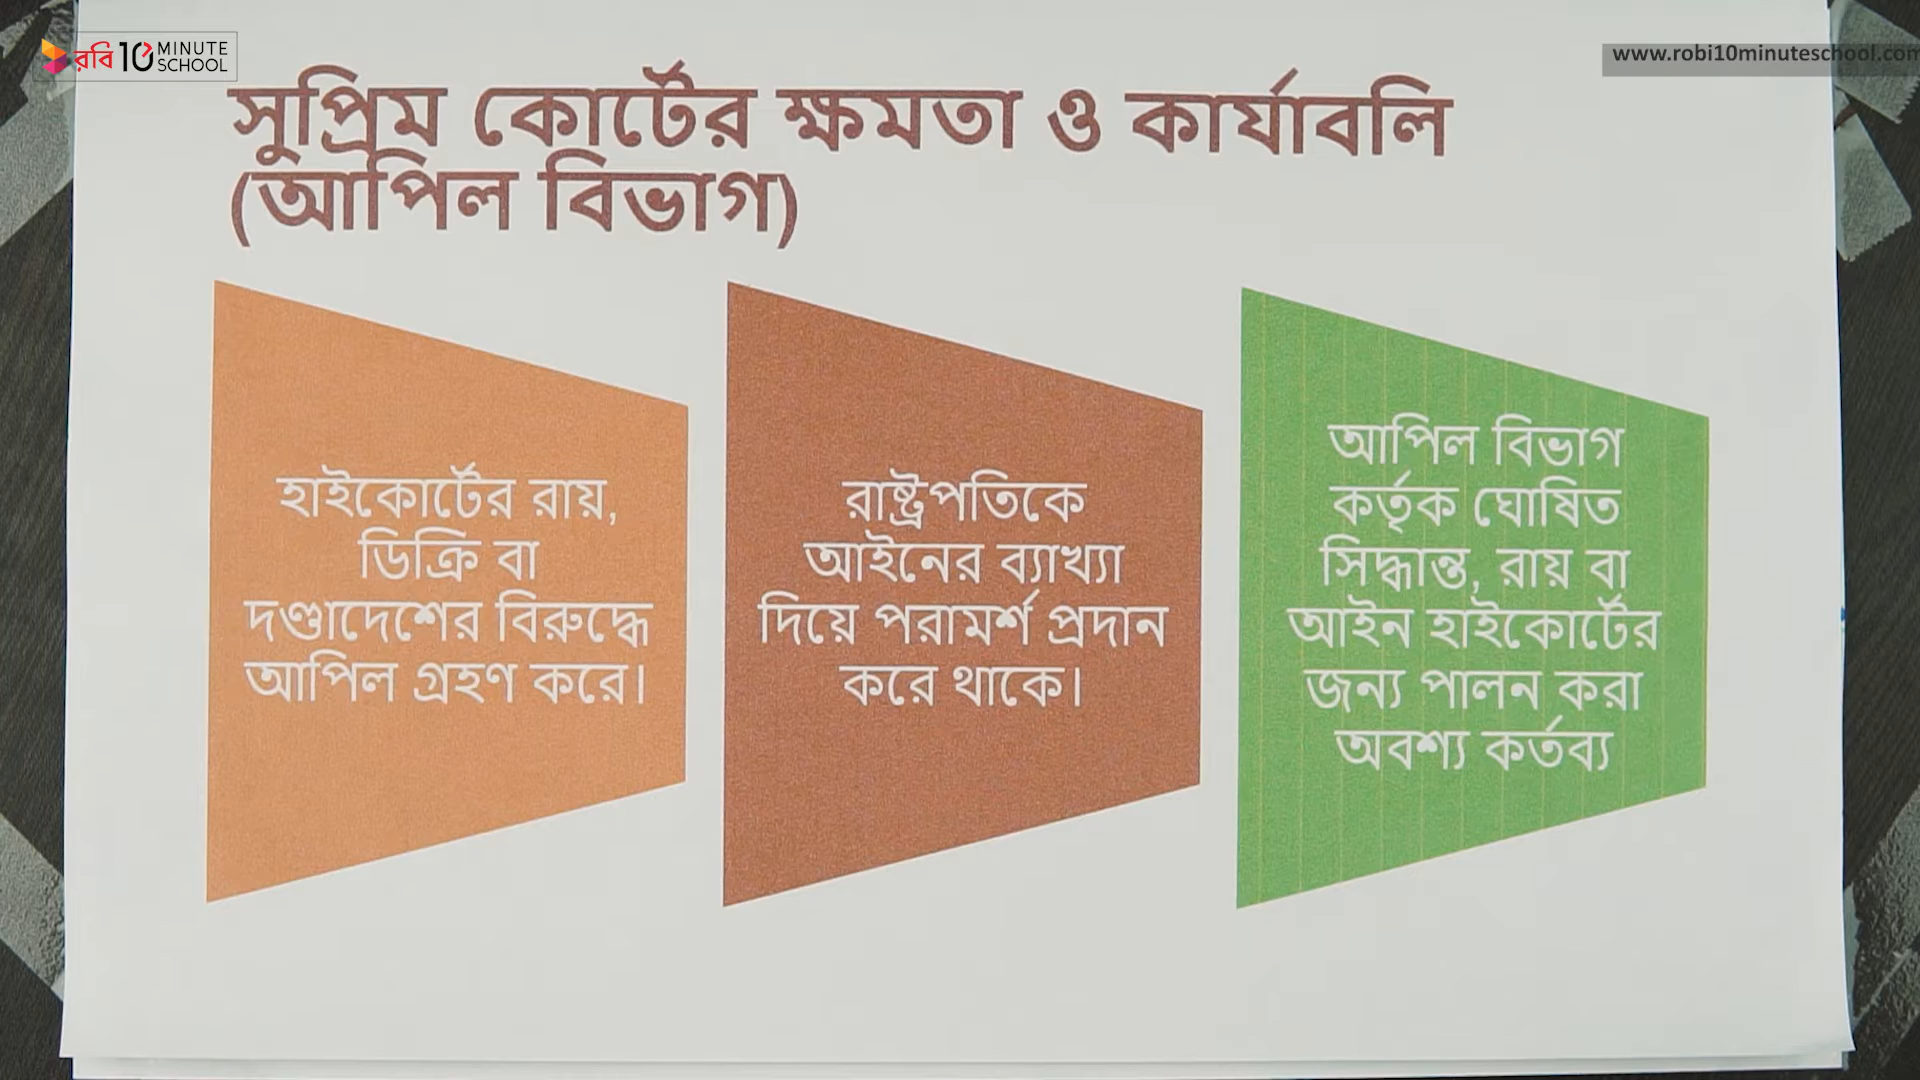 রবি 10 MINUTE SCHOOL
www.robi10minuteschool.com
সুপ্রিম কোর্টের ক্ষমতা ও কার্যাবলি
(আপিল বিভাগ)
হাইকোর্টের রায়,
ডিক্রি বা
দণ্ডাদেশের বিরুদ্ধে
আপিল গ্রহণ করে।
রাষ্ট্রপতিকে
আইনের ব্যাখ্যা
দিয়ে পরামর্শ প্রদান
করে থাকে।
আপিল বিভাগ
কর্তৃক ঘোষিত
সিদ্ধান্ত, রায় বা
আইন হাইকোর্টের
জন্য পালন করা
অবশ্য কর্তব্য